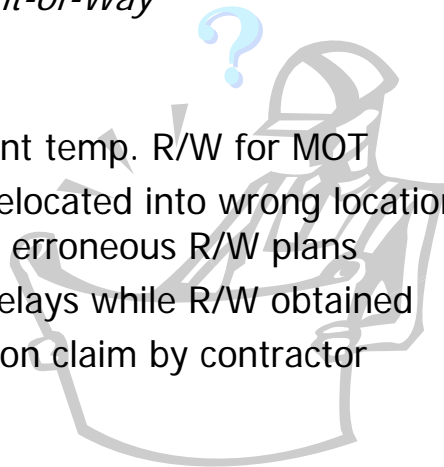 nt-of-Way
?
nt temp. R/W for MOT
elocated into wrong location
erroneous R/W plans
elays while R/W obtained
on claim by contractor